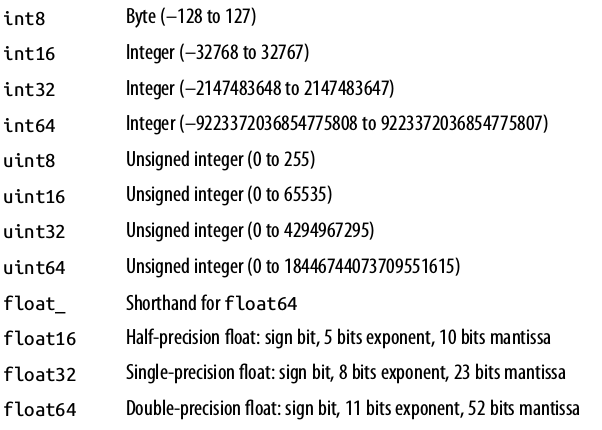 int8 Byte (–128 to 127)
int16 Integer (–32768 to 32767)
int32 Integer (–2147483648 to 2147483647)
int64 Integer (–9223372036854775808 to 9223372036854775807)
uint8 Unsigned integer (0 to 255)
uint16 Unsigned integer (0 to 65535)
uint32 Unsigned integer (0 to 4294967295)
uint64 Unsigned integer (0 to 18446744073709551615)
float_ Shorthand for float64
float16 Half-precision float: sign bit, 5 bits exponent, 10 bits mantissa
float32 Single-precision float: sign bit, 8 bits exponent, 23 bits mantissa
float64 Double-precision float: sign bit, 11 bits exponent, 52 bits mantissa